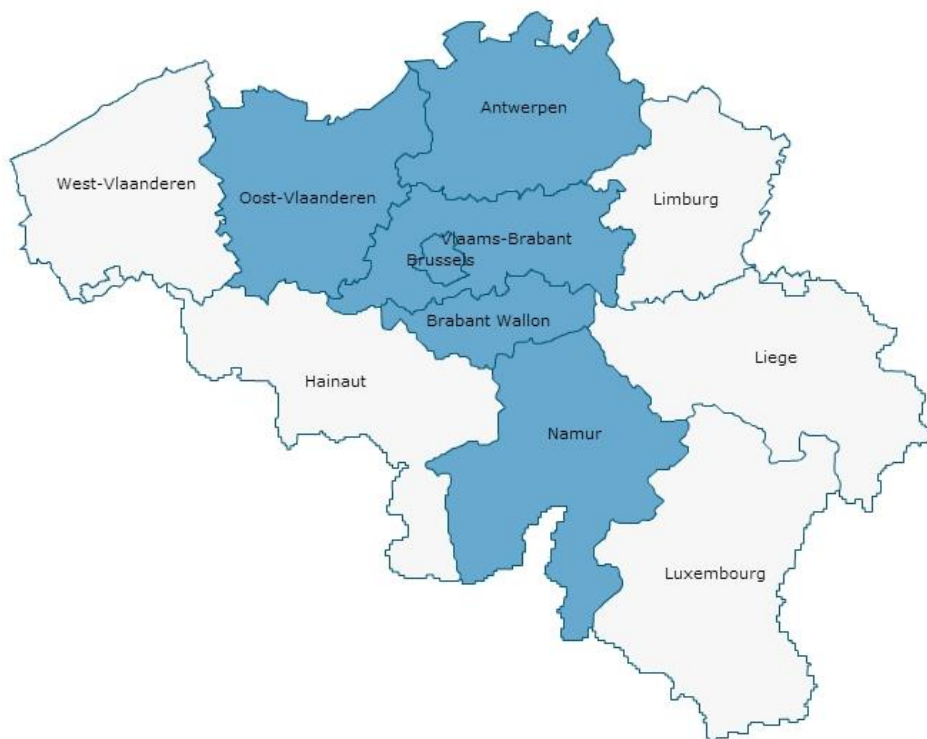 Antwerpen
West-Vlaanderen
Oost-Vlaanderen
Limburg
Vlaams-Brabant
Brussels
Brabant Wallon
Liege
Hainaut
Namur
Luxembourg